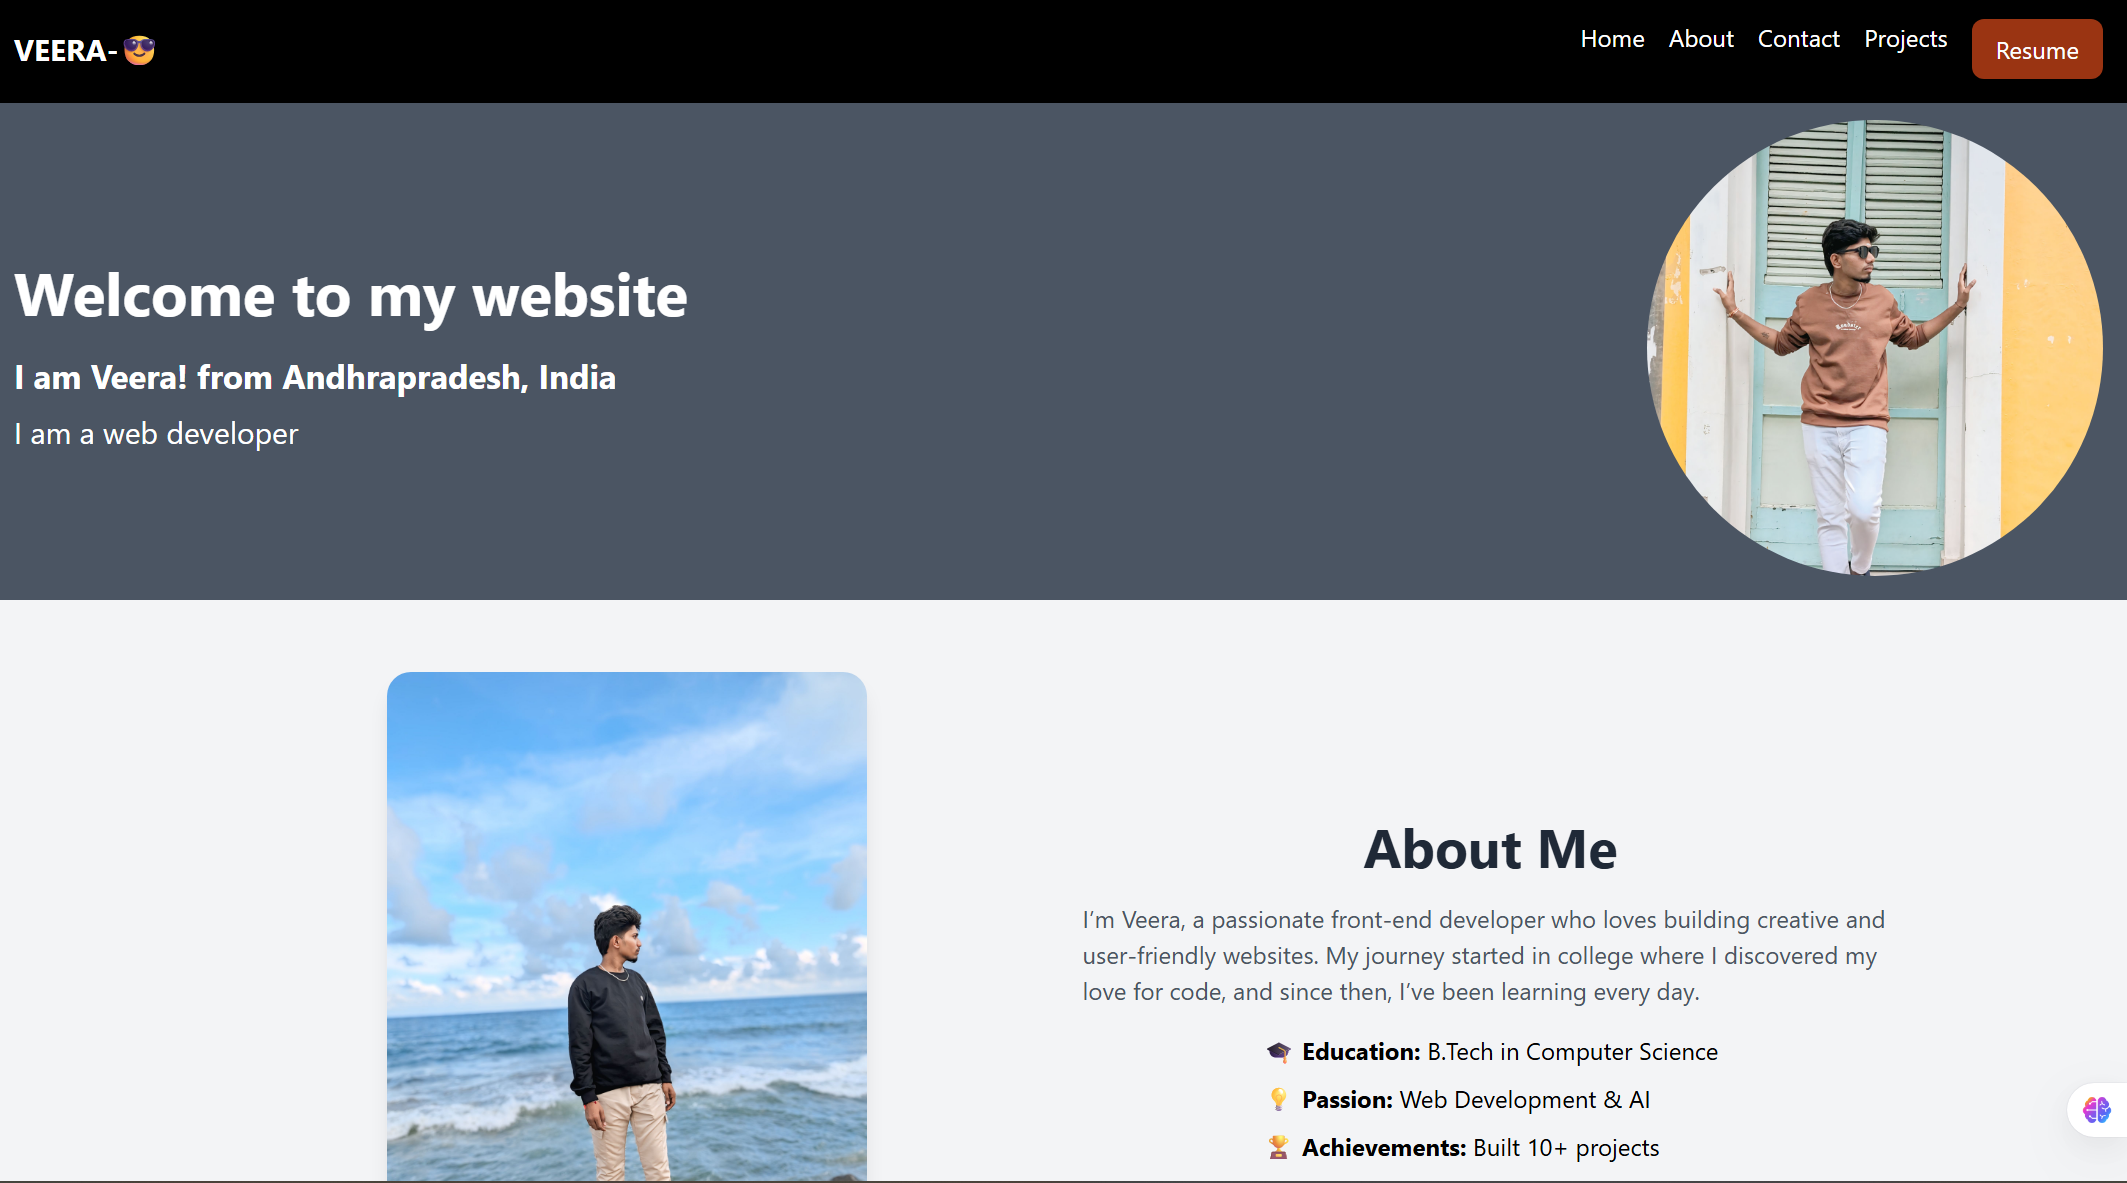 VEERA-😎
Home About Contact Projects Resume
Welcome to my website
I am Veera! from Andhrapradesh, India
I am a web developer
About Me
I’m Veera, a passionate front-end developer who loves building creative and
user-friendly websites. My journey started in college where I discovered my
love for code, and since then, I’ve been learning every day.
🎓 Education: B.Tech in Computer Science
💡 Passion: Web Development & AI
🏆 Achievements: Built 10+ projects